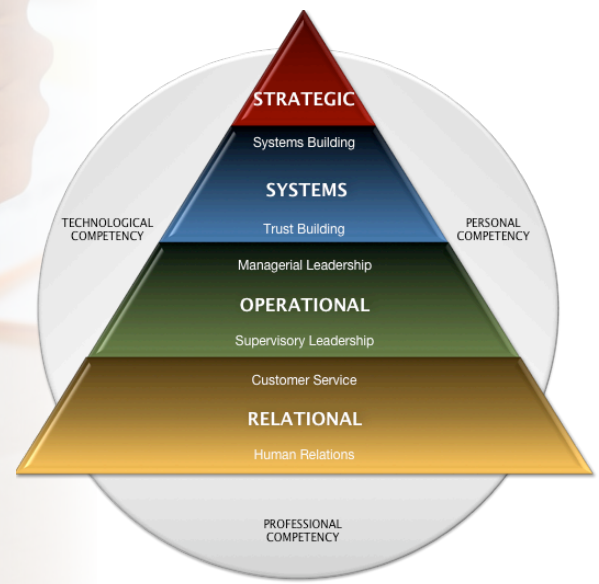 STRATEGIC
Systems Building
SYSTEMS
TECHNOLOGICAL
COMPETENCY
PERSONAL
COMPETENCY
Trust Building
Managerial Leadership
OPERATIONAL
Supervisory Leadership
Customer Service
RELATIONAL
Human Relations
PROFESSIONAL
COMPETENCY